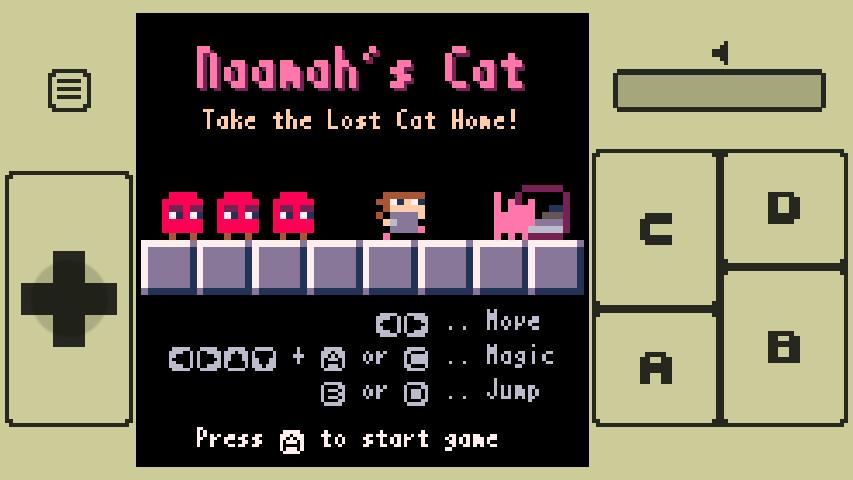 Naamah's Cat
Take the Lost Cat Home!
.. Move
+ A or C .. Magic
B or D .. Jump
Press A to start game
C
D
A
B